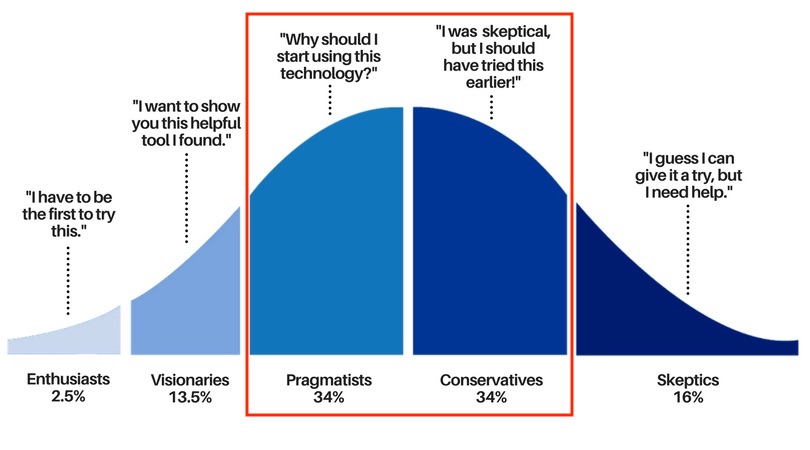 "I have to be
the first to try
this."
"I want to show
you this helpful
tool I found."
"Why should I
start using this
technology?"
"I was skeptical,
but I should
have tried this
earlier!"
"I guess I can
give it a try, but
I need help."
Enthusiasts
2.5%
Visionaries
13.5%
Pragmatists
34%
Conservatives
34%
Skeptics
16%